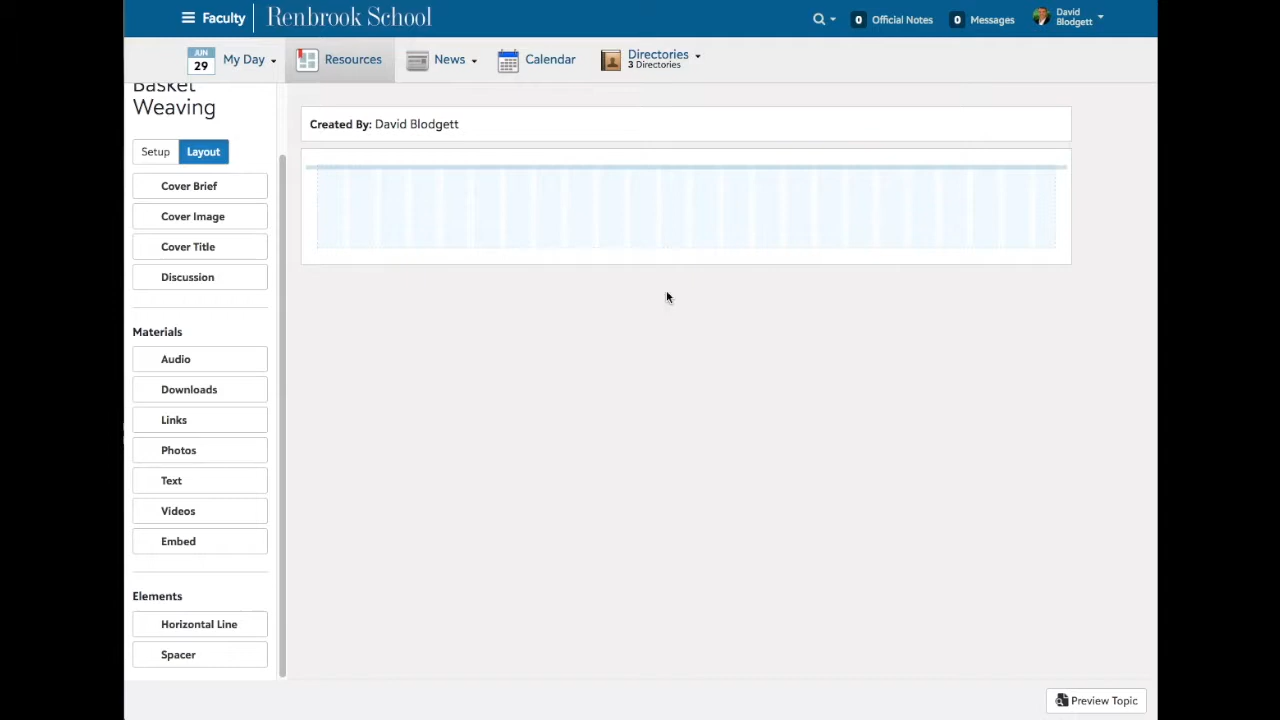 Faculty
Renbrook School
0 Official Notes
0 Messages
David
Blodgett
JUN
29
My Day
Resources
News
Calendar
Directories
3 Directories
Basket
Weaving
Setup
Layout
Created By: David Blodgett
Cover Brief
Cover Image
Cover Title
Discussion
Materials
Audio
Downloads
Links
Photos
Text
Videos
Embed
Elements
Horizontal Line
Spacer
Preview Topic